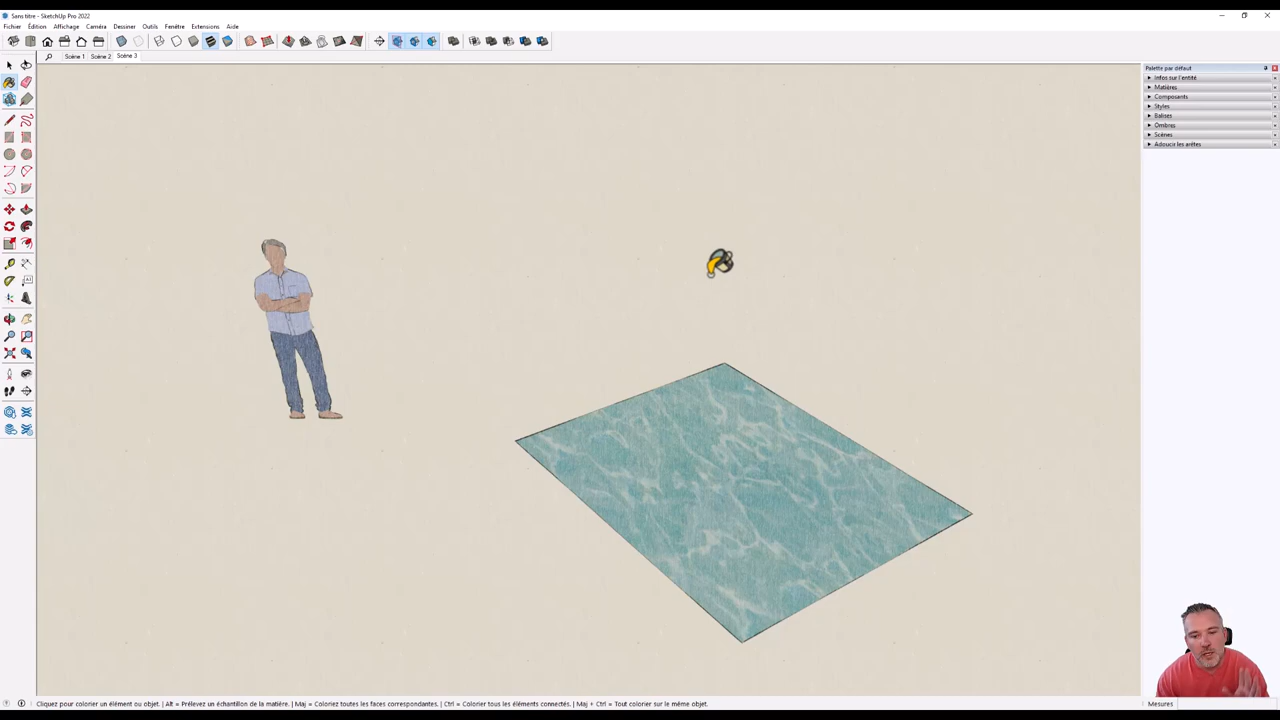 Sans titre - SketchUp Pro 2022
Fichier Édition Affichage Caméra Dessiner Outils Fenêtre Extensions Aide
Scène 1 Scène 2 Scène 3
Palette par défaut
Infos sur l'entité
Matières
Composants
Styles
Balises
Ombres
Scènes
Adoucir les arêtes
Cliquez pour colorier un élément ou objet. | Alt = Prélevez un échantillon de la matière. | Maj = Coloriez toutes les faces correspondantes. | Ctrl = Colorier tous les éléments connectés. | Maj + Ctrl = Tout colorier sur le même objet.
Mesures